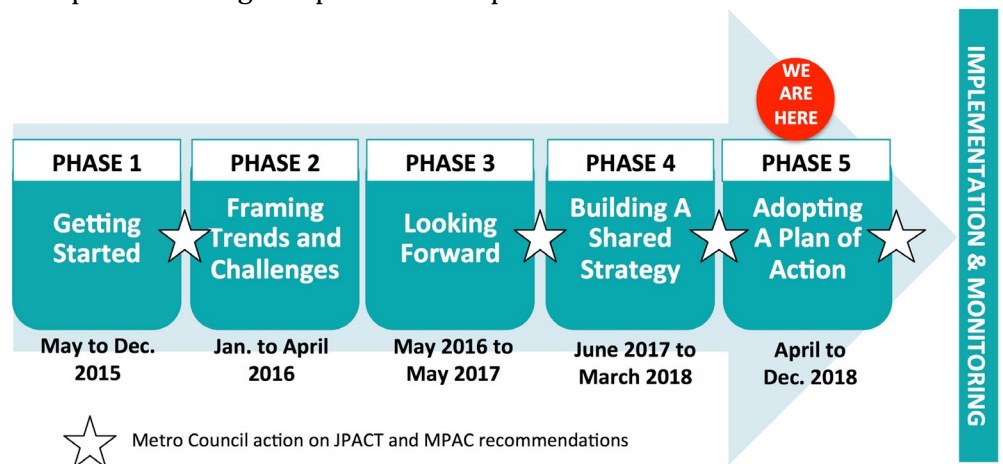 WE
ARE
HERE
PHASE 1
PHASE 2
PHASE 3
PHASE 4
PHASE 5
Getting
Started
Framing
Trends and
Challenges
Looking
Forward
Building A
Shared
Strategy
Adopting
A Plan of
Action
May to Dec.
2015
Jan. to April
2016
May 2016 to
May 2017
June 2017 to
March 2018
April to
Dec. 2018
IMPLEMENTATION & MONITORING
Metro Council action on JPACT and MPAC recommendations